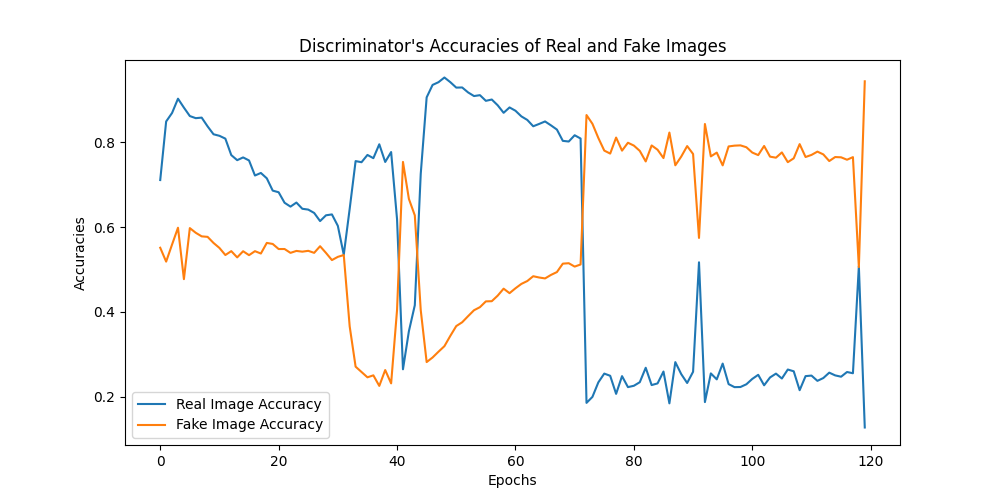 Discriminator's Accuracies of Real and Fake Images
Accuracies
0.8
0.6
0.4
0.2
Real Image Accuracy
Fake Image Accuracy
0 20 40 60 80 100 120
Epochs